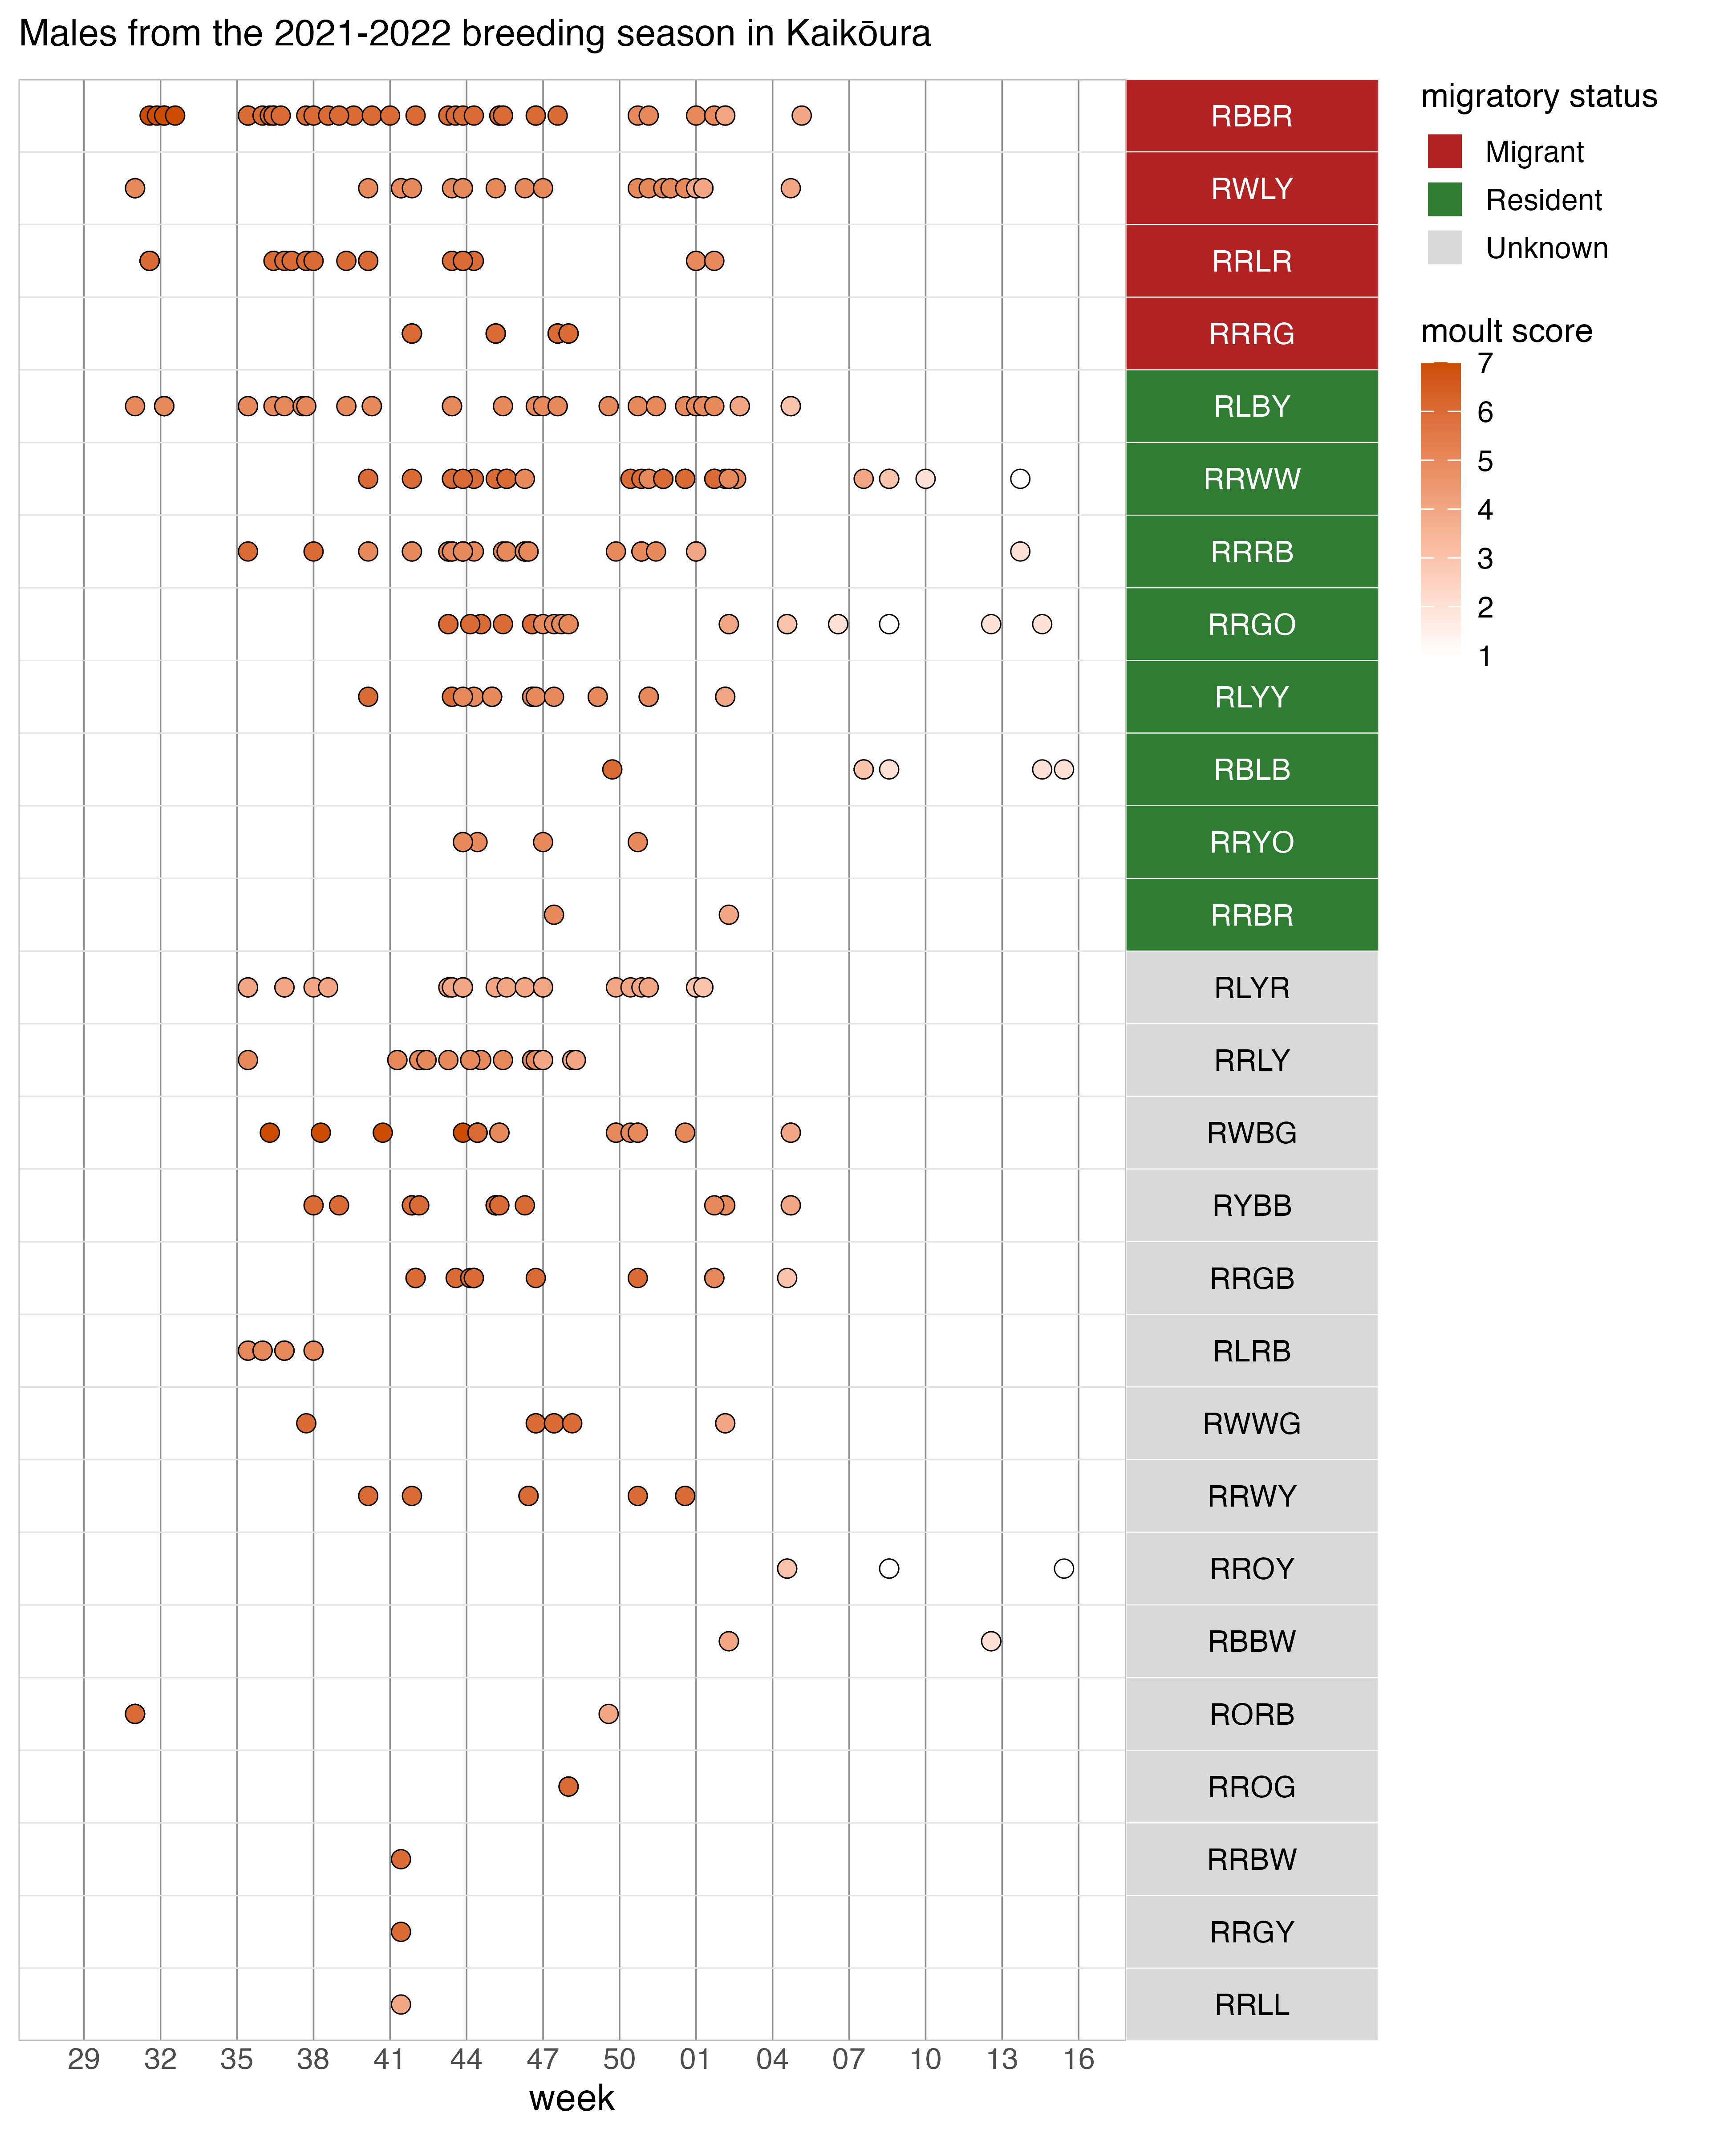 Males from the 2021-2022 breeding season in Kaikōura
RBBR
RWLY
RRLR
RRRG
RLBY
RRWW
RRRB
RRGO
RLYY
RBLB
RRYO
RRBR
RLYR
RRLY
RWBG
RYBB
RRGB
RLRB
RWWG
RRWY
RROY
RBBW
RORB
RROG
RRBW
RRGY
RRLL
29 32 35 38 41 44 47 50 01 04 07 10 13 16
week
migratory status
Migrant
Resident
Unknown
moult score
7
6
5
4
3
2
1